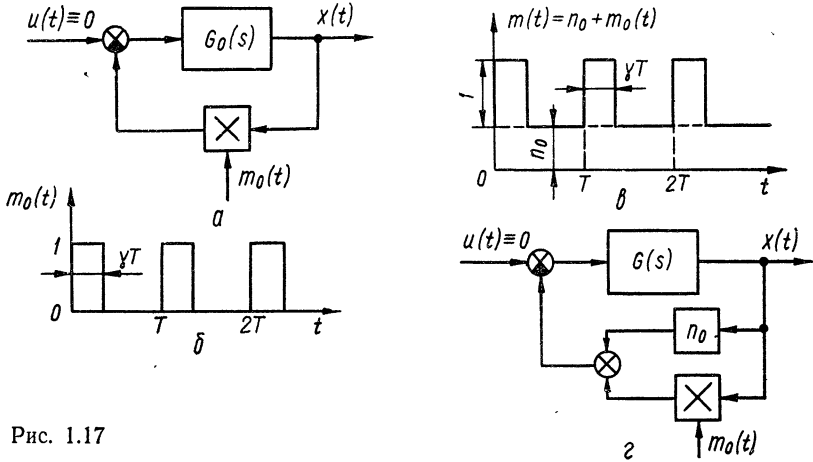 u(t)≡0
G₀(s)
x(t)
m₀(t)
а
m₀(t)
1
γT
0
T
2T
t
б
m(t)=n₀+m₀(t)
γT
1
n₀
0
T
2T
t
в
u(t)≡0
G(s)
x(t)
n₀
m₀(t)
г
Рис. 1.17